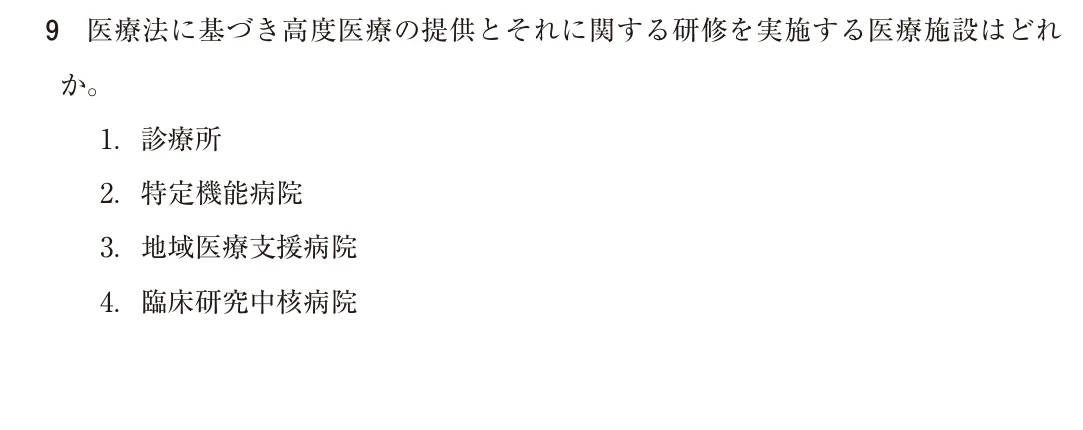 9 医療法に基づき高度医療の提供とそれに関する研修を実施する医療施設はどれ
か。
1. 診療所
2. 特定機能病院
3. 地域医療支援病院
4. 臨床研究中核病院